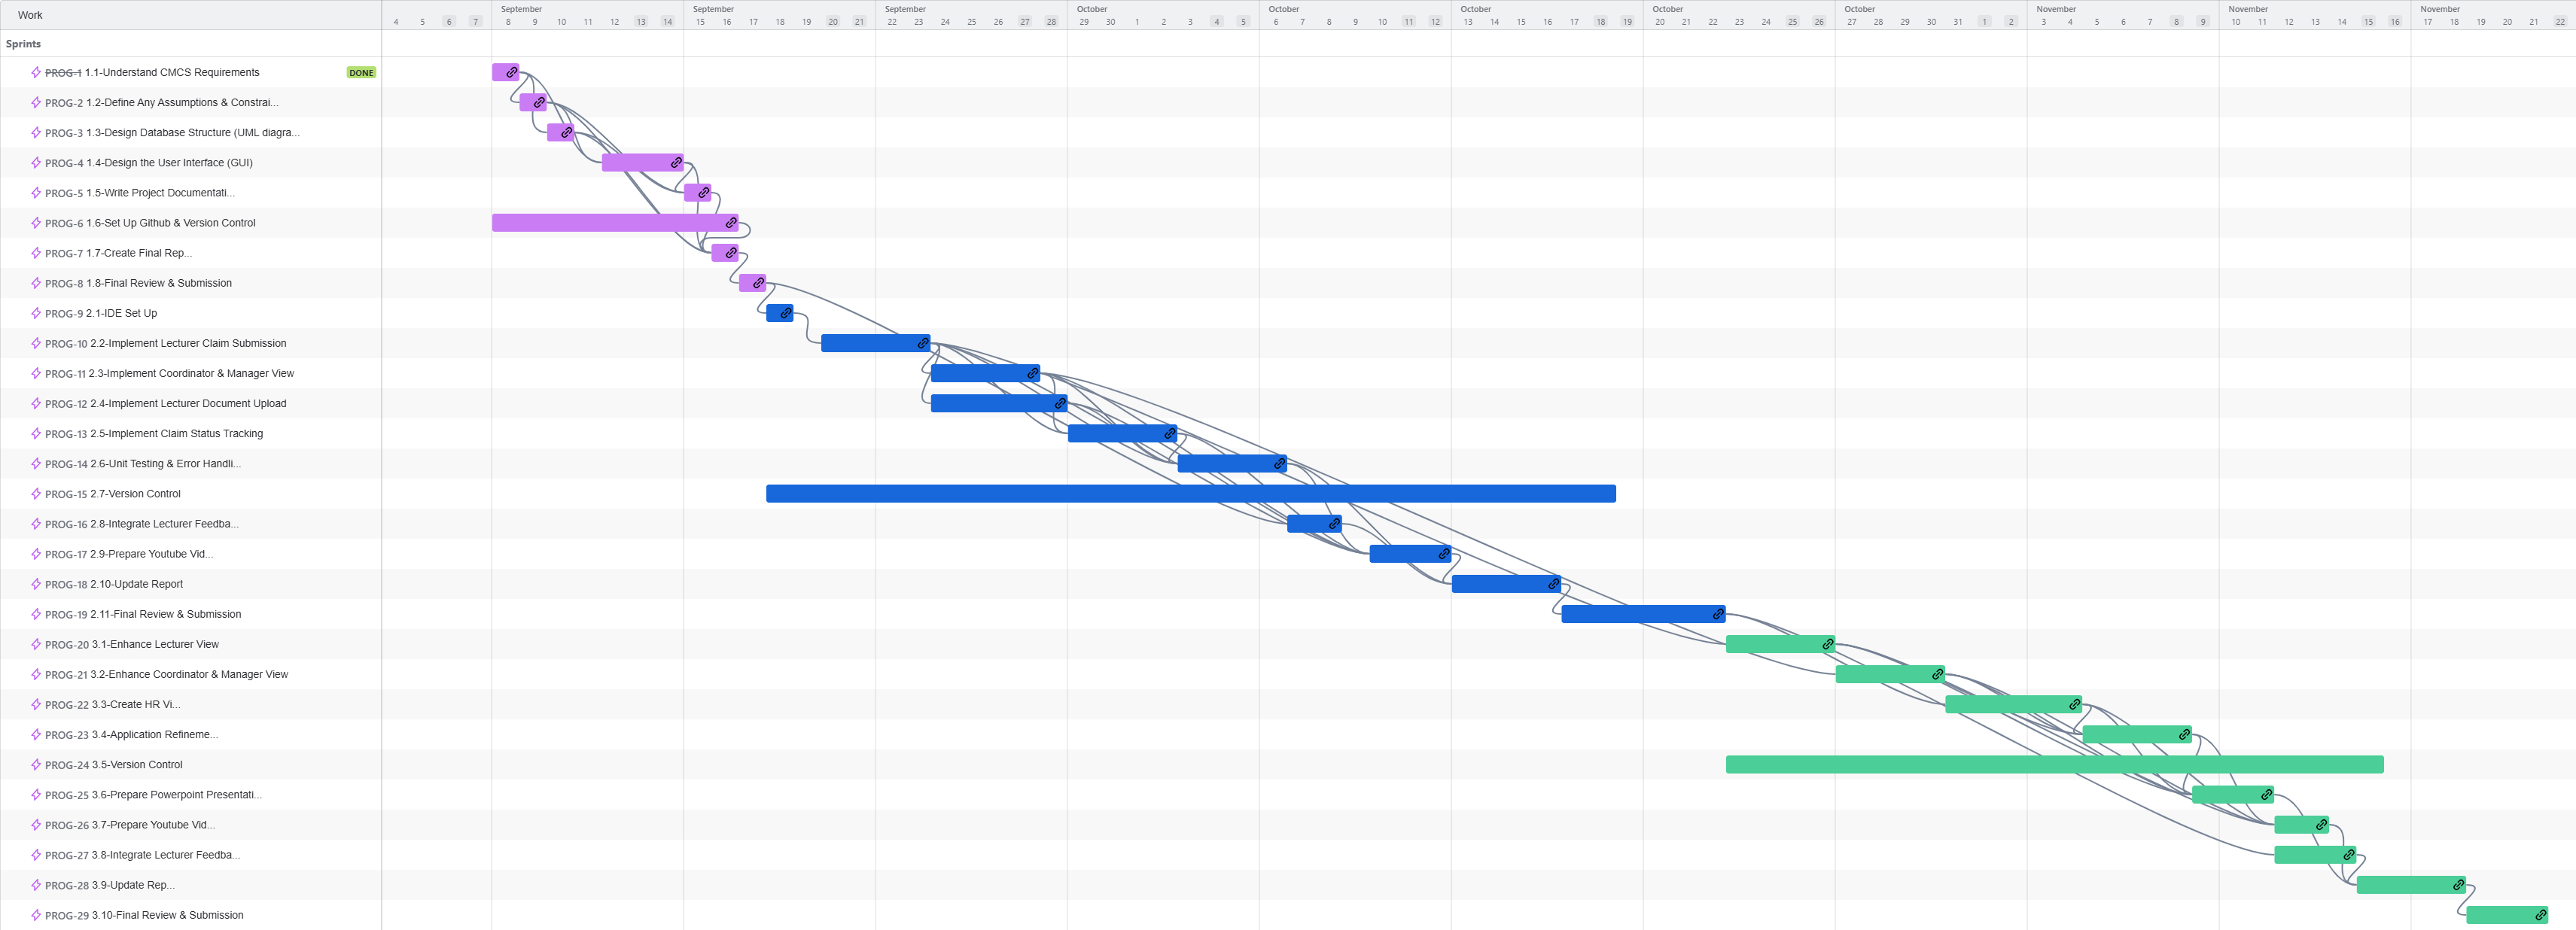 Work
September September September October October October October October November November November
4 5 6 7 8 9 10 11 12 13 14 15 16 17 18 19 20 21 22 23 24 25 26 27 28 29 30 1 2 3 4 5 6 7 8 9 10 11 12 13 14 15 16 17 18 19 20 21 22 23 24 25 26 27 28 29 30 31 1 2 3 4 5 6 7 8 9 10 11 12 13 14 15 16 17 18 19 20 21 22
Sprints
PROG-1 1.1-Understand CMCS Requirements DONE
PROG-2 1.2-Define Any Assumptions & Constrai...
PROG-3 1.3-Design Database Structure (UML diagra...
PROG-4 1.4-Design the User Interface (GUI)
PROG-5 1.5-Write Project Documentati...
PROG-6 1.6-Set Up Github & Version Control
PROG-7 1.7-Create Final Rep...
PROG-8 1.8-Final Review & Submission
PROG-9 2.1-IDE Set Up
PROG-10 2.2-Implement Lecturer Claim Submission
PROG-11 2.3-Implement Coordinator & Manager View
PROG-12 2.4-Implement Lecturer Document Upload
PROG-13 2.5-Implement Claim Status Tracking
PROG-14 2.6-Unit Testing & Error Handli...
PROG-15 2.7-Version Control
PROG-16 2.8-Integrate Lecturer Feedba...
PROG-17 2.9-Prepare Youtube Vid...
PROG-18 2.10-Update Report
PROG-19 2.11-Final Review & Submission
PROG-20 3.1-Enhance Lecturer View
PROG-21 3.2-Enhance Coordinator & Manager View
PROG-22 3.3-Create HR Vi...
PROG-23 3.4-Application Refineme...
PROG-24 3.5-Version Control
PROG-25 3.6-Prepare Powerpoint Presentati...
PROG-26 3.7-Prepare Youtube Vid...
PROG-27 3.8-Integrate Lecturer Feedba...
PROG-28 3.9-Update Rep...
PROG-29 3.10-Final Review & Submission